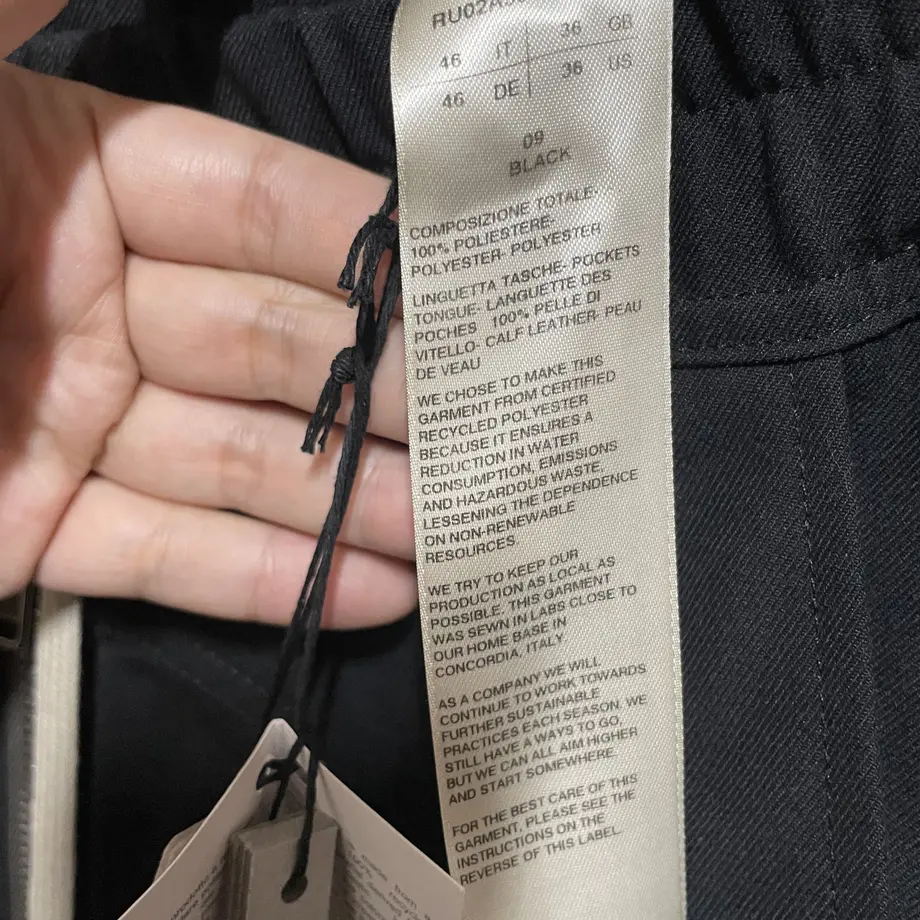 RU02A
46 IT 36 GB
46 DE 36 US
09
BLACK
COMPOSIZIONE TOTALE-
100% POLIESTERE-
POLYESTER- POLYESTER
LINGUETTA TASCHE- POCKETS
TONGUE- LANGUETTE DES
POCHES 100% PELLE DI
VITELLO- CALF LEATHER- PEAU
DE VEAU
WE CHOSE TO MAKE THIS
GARMENT FROM CERTIFIED
RECYCLED POLYESTER
BECAUSE IT ENSURES A
REDUCTION IN WATER
CONSUMPTION, EMISSIONS
AND HAZARDOUS WASTE,
LESSENING THE DEPENDENCE
ON NON-RENEWABLE
RESOURCES.
WE TRY TO KEEP OUR
PRODUCTION AS LOCAL AS
POSSIBLE. THIS GARMENT
WAS SEWN IN LABS CLOSE TO
OUR HOME BASE IN
CONCORDIA, ITALY
AS A COMPANY WE WILL
CONTINUE TO WORK TOWARDS
FURTHER SUSTAINABLE
PRACTICES EACH SEASON. WE
STILL HAVE A WAYS TO GO,
BUT WE CAN ALL AIM HIGHER
AND START SOMEWHERE.
FOR THE BEST CARE OF THIS
GARMENT, PLEASE SEE THE
INSTRUCTIONS ON THE
REVERSE OF THIS LABEL